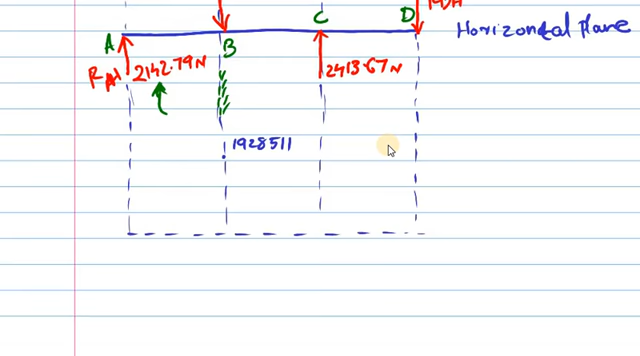 C
D
A
B
Horizontal Plane
RAH 2142.79N
2413.67N
1928511